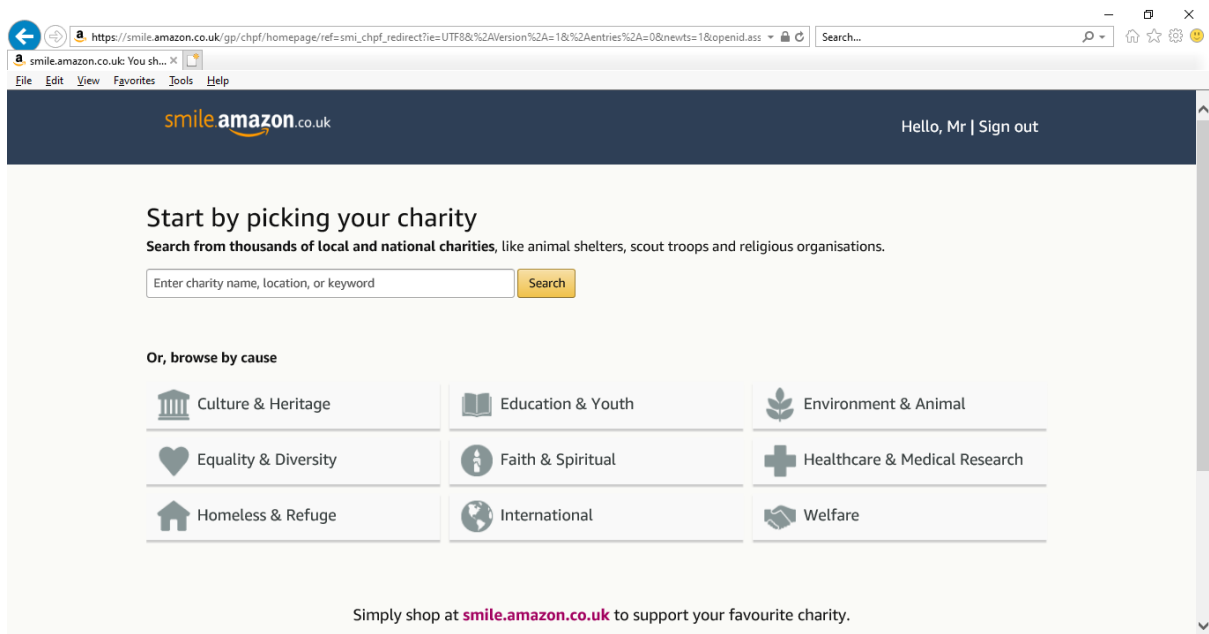 https://smile.amazon.co.uk/gp/chpf/homepage/ref=smi_chpf_redirect?ie=UTF8&%2AVersion%2A=1&%2Aentries%2A=0&newts=1&openid.ass
Search...
smile.amazon.co.uk: You sh...
File Edit View Favorites Tools Help
smile.amazon.co.uk
Hello, Mr | Sign out
Start by picking your charity
Search from thousands of local and national charities, like animal shelters, scout troops and religious organisations.
Enter charity name, location, or keyword
Search
Or, browse by cause
Culture & Heritage
Education & Youth
Environment & Animal
Equality & Diversity
Faith & Spiritual
Healthcare & Medical Research
Homeless & Refuge
International
Welfare
Simply shop at smile.amazon.co.uk to support your favourite charity.